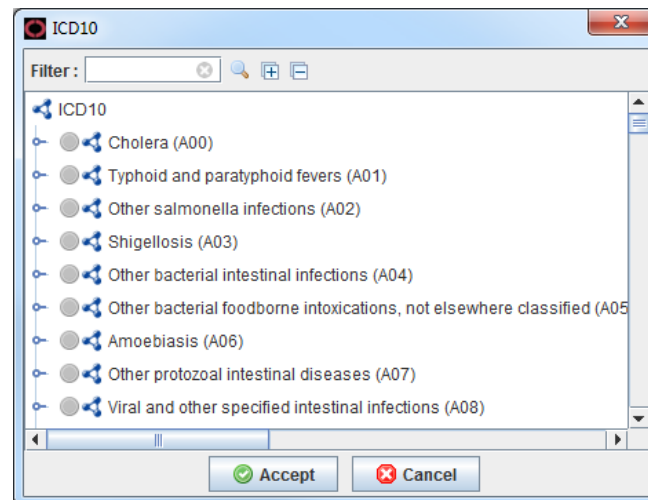 ICD10
Filter :
ICD10
Cholera (A00)
Typhoid and paratyphoid fevers (A01)
Other salmonella infections (A02)
Shigellosis (A03)
Other bacterial intestinal infections (A04)
Other bacterial foodborne intoxications, not elsewhere classified (A05
Amoebiasis (A06)
Other protozoal intestinal diseases (A07)
Viral and other specified intestinal infections (A08)
Accept Cancel